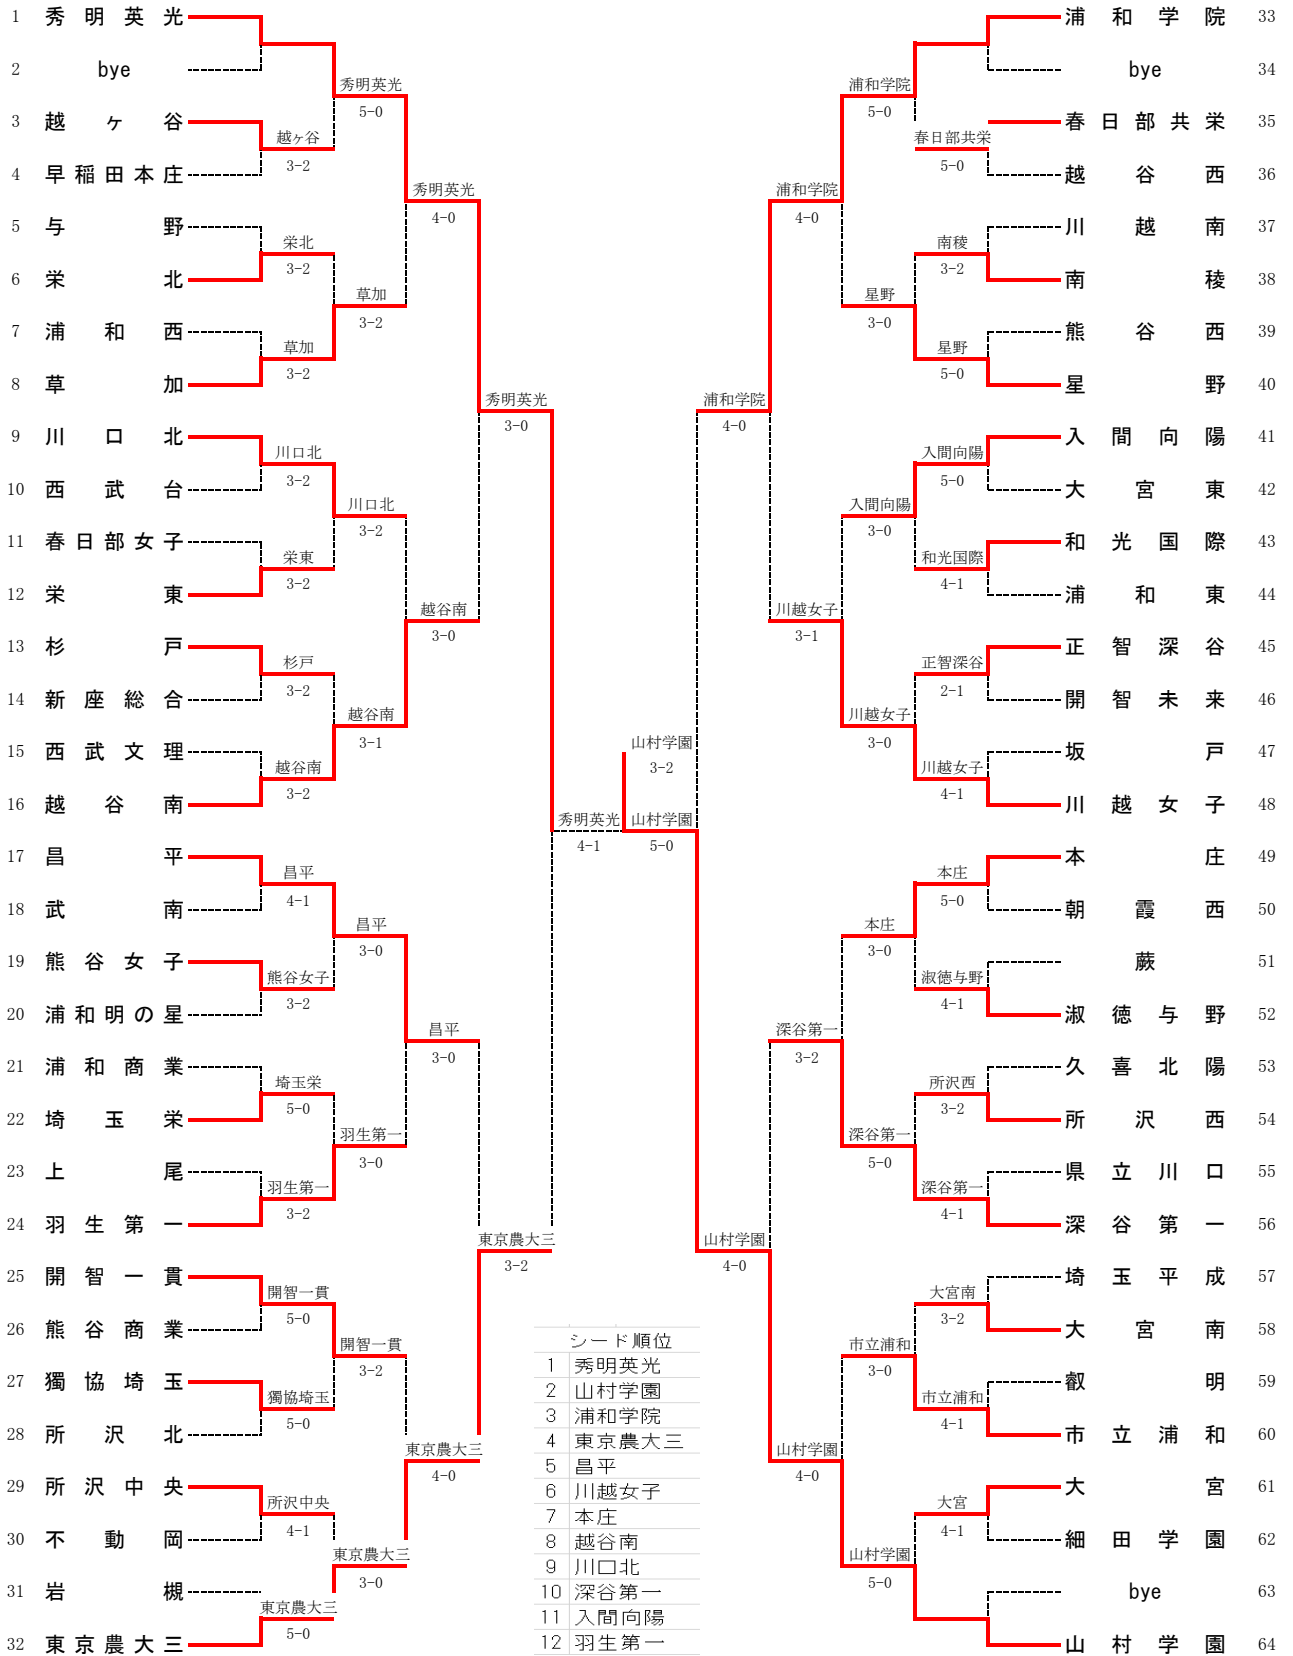 1 秀明英光
2 bye
3 越ヶ谷
4 早稲田本庄
5 与野
6 栄北
7 浦和西
8 草加
9 川口北
10 西武台
11 春日部女子
12 栄東
13 杉戸
14 新座総合
15 西武文理
16 越谷南
17 昌平
18 武南
19 熊谷女子
20 浦和明の星
21 浦和商業
22 埼玉栄
23 上尾
24 羽生第一
25 開智一貫
26 熊谷商業
27 獨協埼玉
28 所沢北
29 所沢中央
30 不動岡
31 岩槻
32 東京農大三
越ヶ谷
3-2
栄北
3-2
草加
3-2
川口北
3-2
栄東
3-2
杉戸
3-2
越谷南
3-2
昌平
4-1
熊谷女子
3-2
埼玉栄
5-0
羽生第一
3-2
開智一貫
5-0
獨協埼玉
5-0
所沢中央
4-1
東京農大三
5-0
秀明英光
5-0
草加
3-2
川口北
3-2
越谷南
3-1
昌平
3-0
羽生第一
3-0
開智一貫
3-2
東京農大三
3-0
秀明英光
4-0
越谷南
3-0
昌平
3-0
東京農大三
4-0
秀明英光
3-0
東京農大三
3-2
秀明英光
4-1
山村学園
3-2
山村学園
5-0
浦和学院
4-0
山村学園
4-0
浦和学院
4-0
川越女子
3-1
深谷第一
3-2
山村学園
4-0
浦和学院
5-0
星野
3-0
入間向陽
3-0
川越女子
3-0
本庄
3-0
深谷第一
5-0
市立浦和
3-0
山村学園
5-0
春日部共栄
5-0
南稜
3-2
星野
5-0
入間向陽
5-0
和光国際
4-1
正智深谷
2-1
川越女子
4-1
本庄
5-0
淑徳与野
4-1
所沢西
3-2
深谷第一
4-1
大宮南
3-2
市立浦和
4-1
大宮
4-1
浦和学院 33
bye 34
春日部共栄 35
越谷西 36
川越南 37
南稜 38
熊谷西 39
星野 40
入間向陽 41
大宮東 42
和光国際 43
浦和東 44
正智深谷 45
開智未来 46
坂戸 47
川越女子 48
本庄 49
朝霞西 50
蕨 51
淑徳与野 52
久喜北陽 53
所沢西 54
県立川口 55
深谷第一 56
埼玉平成 57
大宮南 58
叡明 59
市立浦和 60
大宮 61
細田学園 62
bye 63
山村学園 64
シード順位
1 秀明英光
2 山村学園
3 浦和学院
4 東京農大三
5 昌平
6 川越女子
7 本庄
8 越谷南
9 川口北
10 深谷第一
11 入間向陽
12 羽生第一